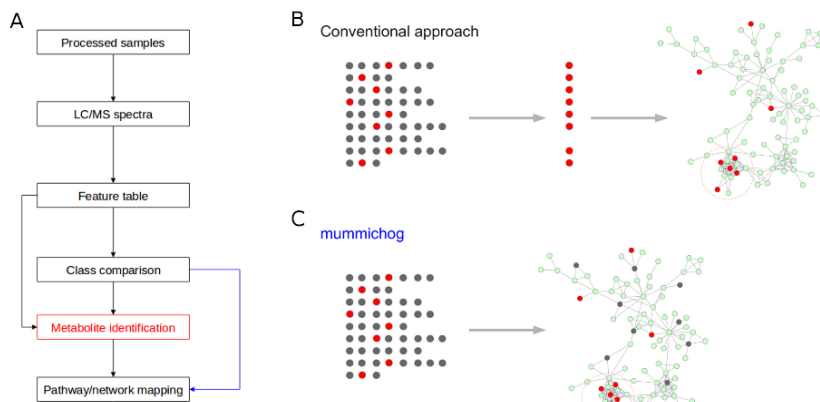 A
Processed samples
LC/MS spectra
Feature table
Class comparison
Metabolite identification
Pathway/network mapping
B
Conventional approach
C
mummichog